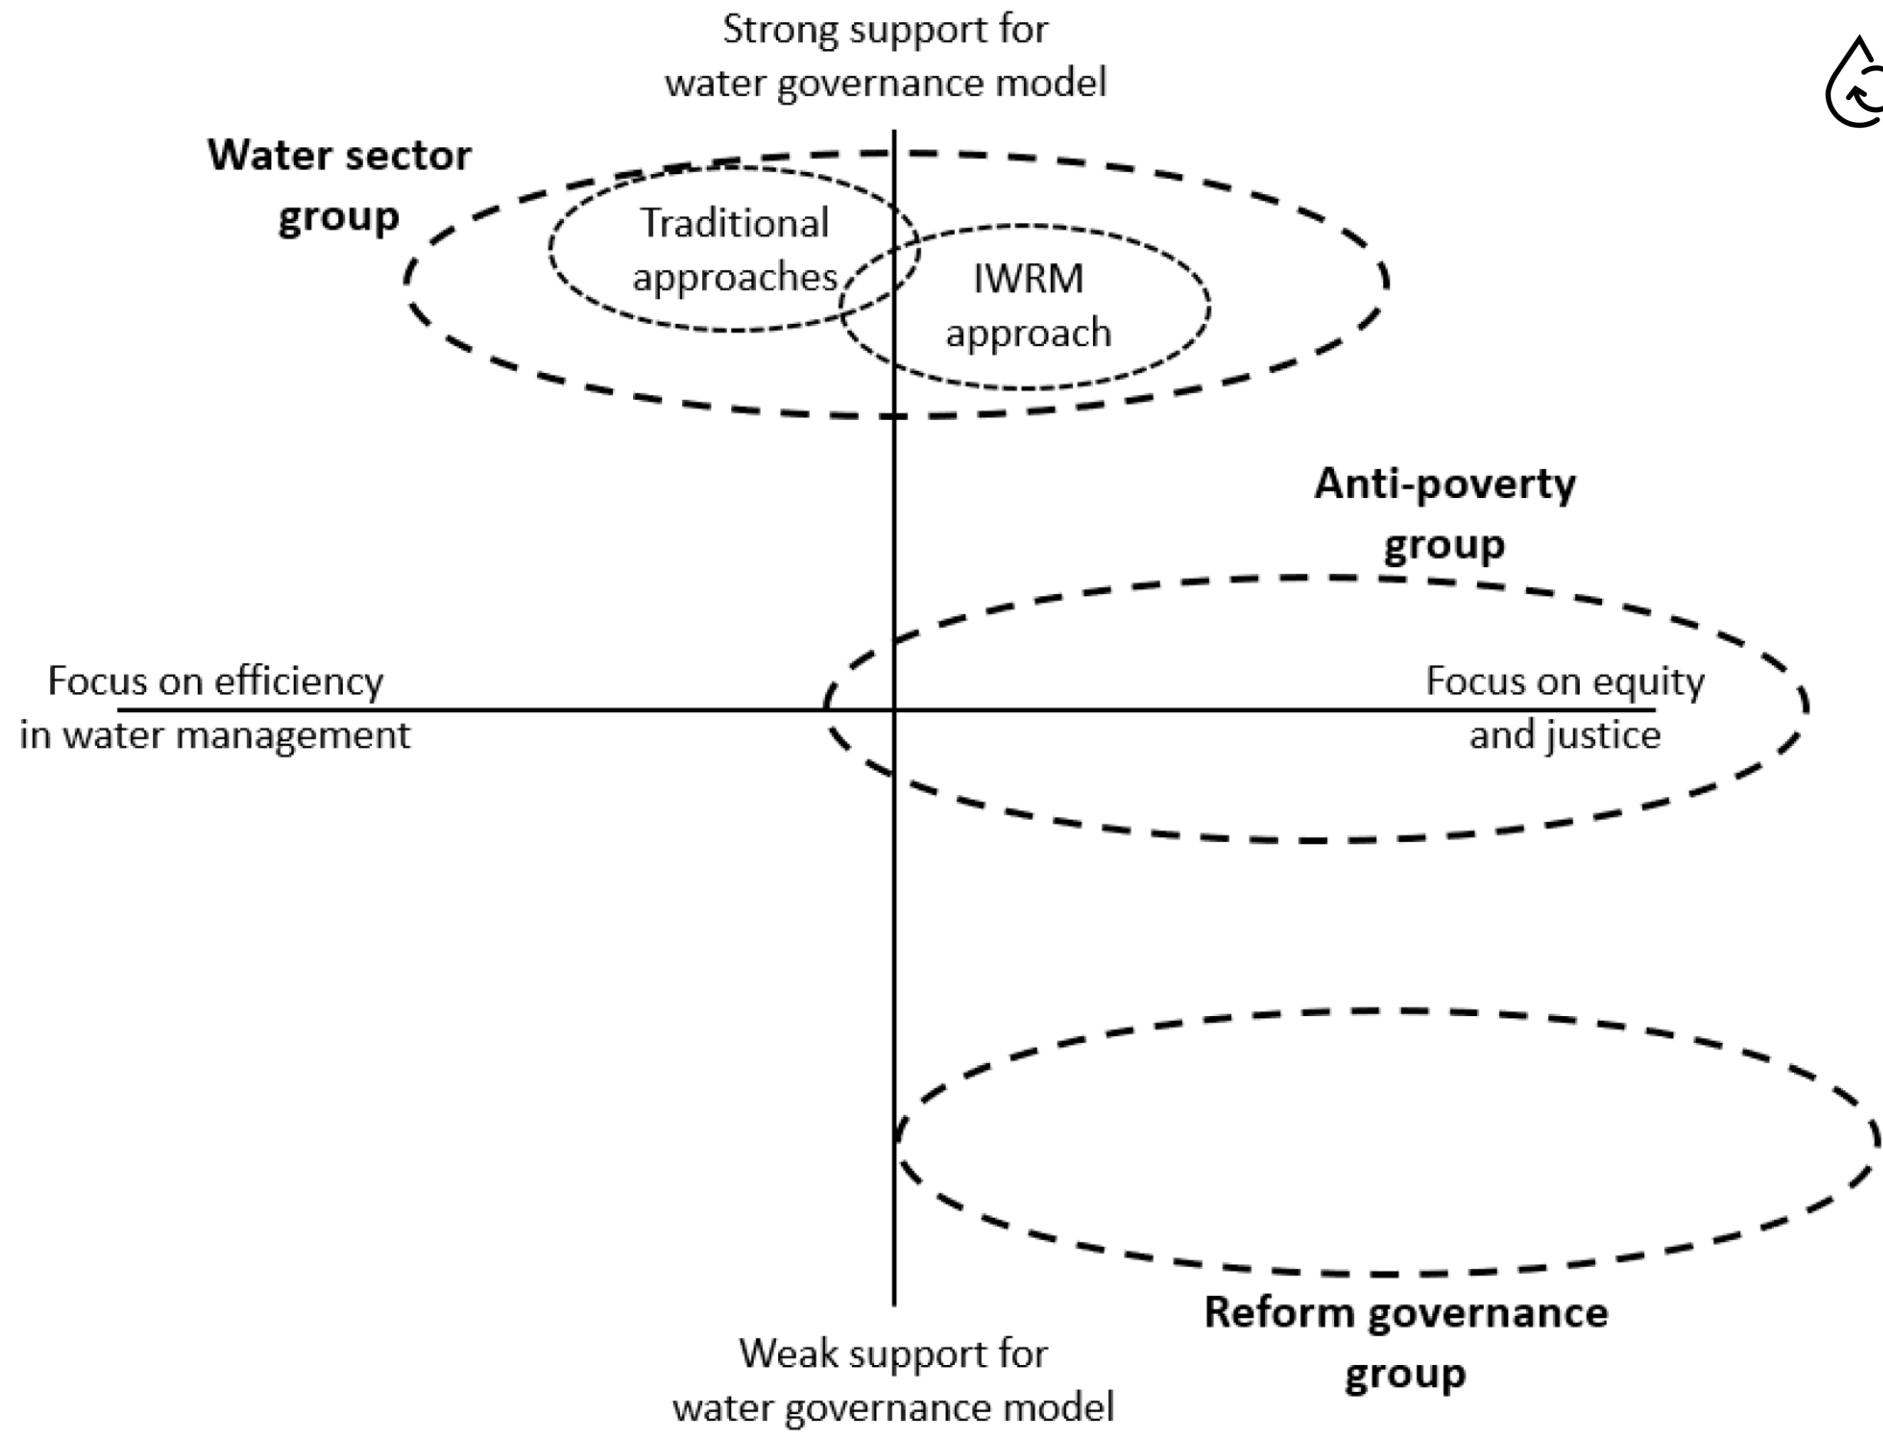 Strong support for
water governance model
Water sector
group
Traditional
approaches
IWRM
approach
Anti-poverty
group
Focus on efficiency
in water management
Focus on equity
and justice
Reform governance
group
Weak support for
water governance model